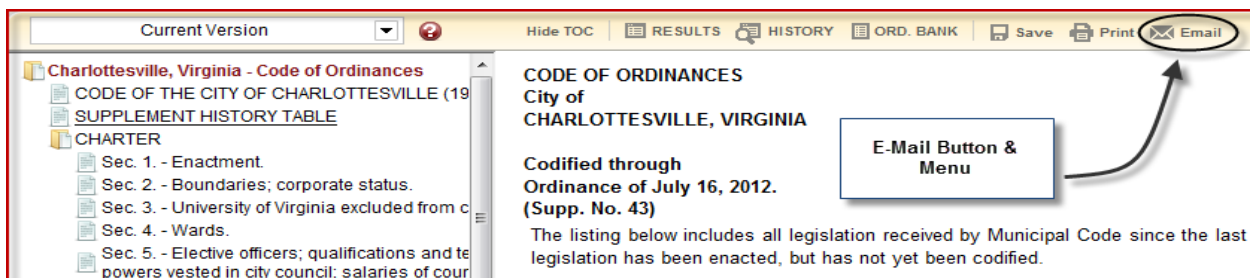 Current Version
Hide TOC RESULTS HISTORY ORD. BANK Save Print Email
Charlottesville, Virginia - Code of Ordinances
CODE OF THE CITY OF CHARLOTTESVILLE (19
SUPPLEMENT HISTORY TABLE
CHARTER
Sec. 1. - Enactment.
Sec. 2. - Boundaries; corporate status.
Sec. 3. - University of Virginia excluded from c
Sec. 4. - Wards.
Sec. 5. - Elective officers; qualifications and te
powers vested in city council; salaries of cour
CODE OF ORDINANCES
City of
CHARLOTTESVILLE, VIRGINIA
Codified through
Ordinance of July 16, 2012.
(Supp. No. 43)
The listing below includes all legislation received by Municipal Code since the last
legislation has been enacted, but has not yet been codified.
E-Mail Button &
Menu